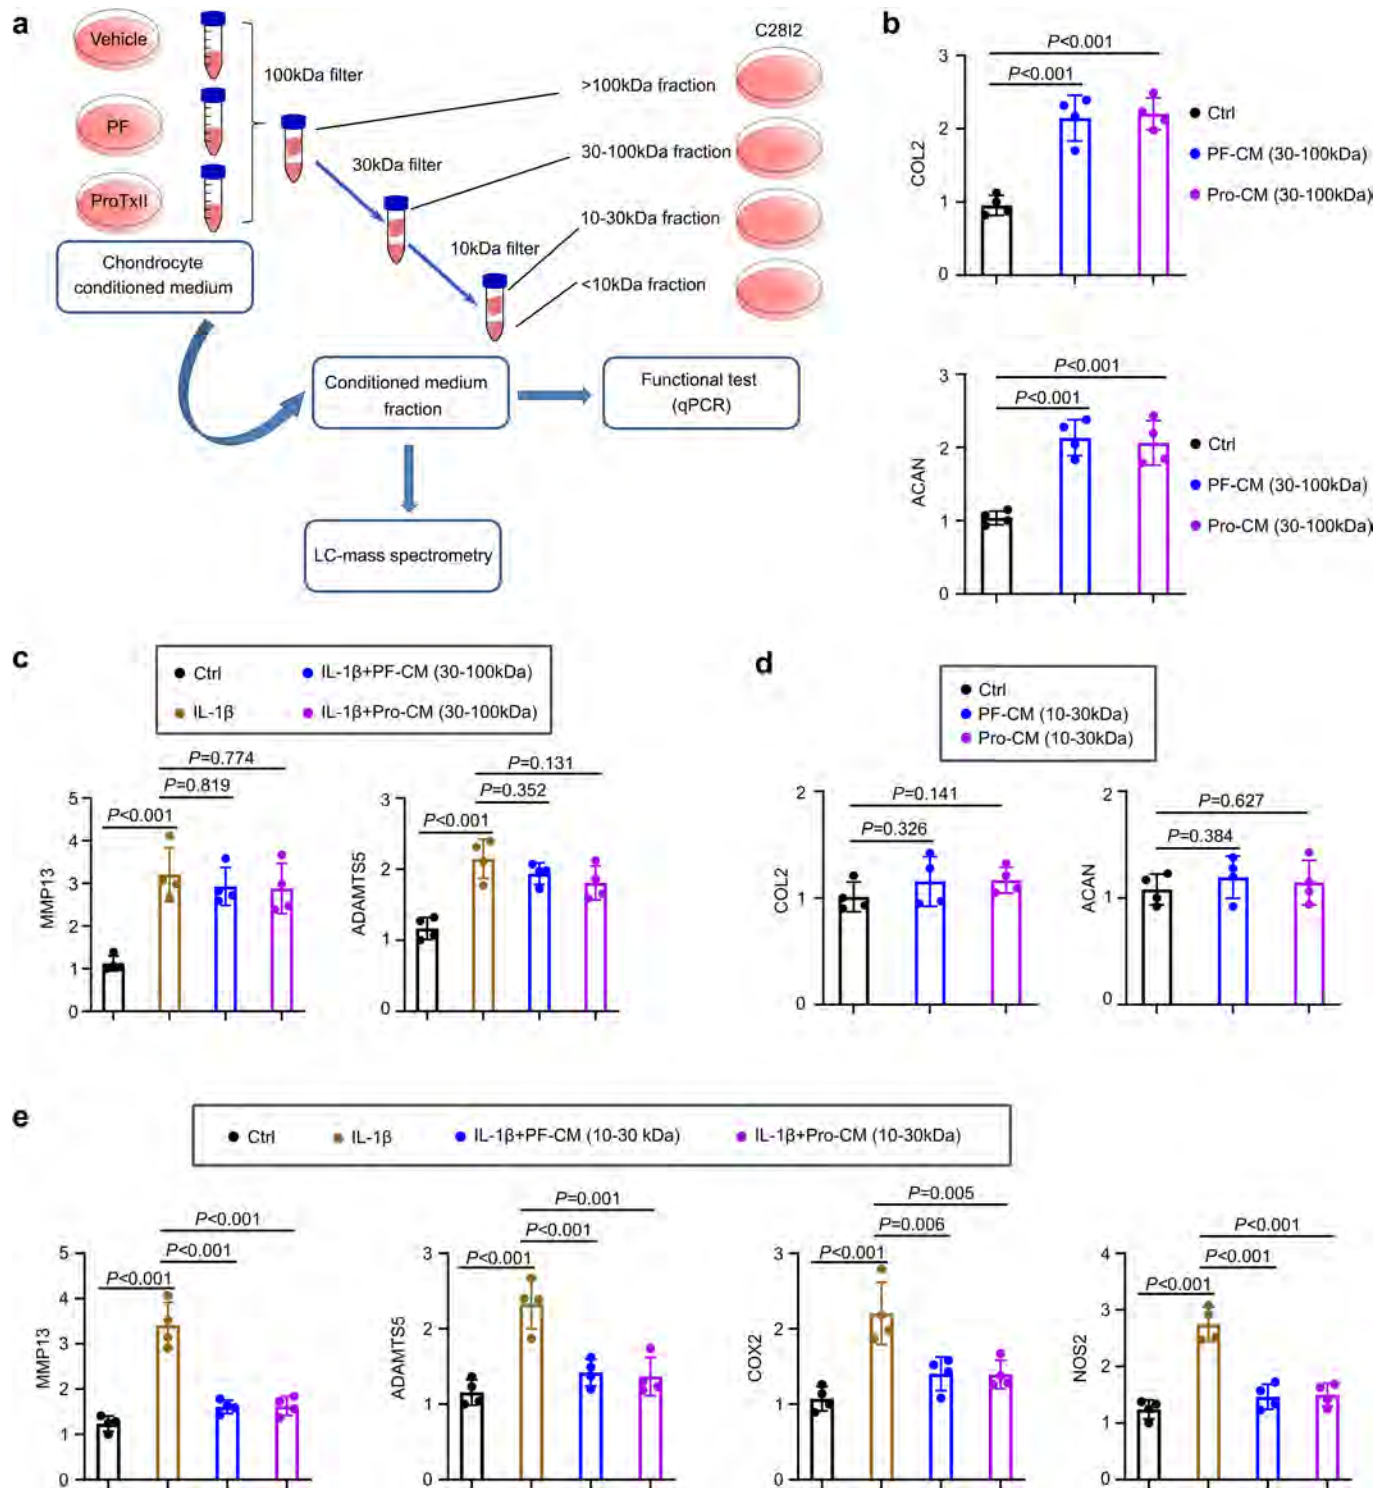 a
Vehicle
PF
ProTxII
100kDa filter
30kDa filter
10kDa filter
C28I2
>100kDa fraction
30-100kDa fraction
10-30kDa fraction
<10kDa fraction
Chondrocyte
conditioned medium
Conditioned medium
fraction
Functional test
(qPCR)
LC-mass spectrometry
b
P<0.001
P<0.001
COL2
3
2
1
0
Ctrl
PF-CM (30-100kDa)
Pro-CM (30-100kDa)
P<0.001
P<0.001
ACAN
3
2
1
0
Ctrl
PF-CM (30-100kDa)
Pro-CM (30-100kDa)
c
Ctrl
IL-1β+PF-CM (30-100kDa)
IL-1β
IL-1β+Pro-CM (30-100kDa)
P=0.774
P=0.819
P<0.001
MMP13
5
4
3
2
1
0
P=0.131
P=0.352
P<0.001
ADAMTS5
3
2
1
0
d
Ctrl
PF-CM (10-30kDa)
Pro-CM (10-30kDa)
P=0.141
P=0.326
COL2
2
1
0
P=0.627
P=0.384
ACAN
2
1
0
e
Ctrl
IL-1β
IL-1β+PF-CM (10-30 kDa)
IL-1β+Pro-CM (10-30kDa)
P<0.001
P<0.001
P<0.001
MMP13
5
4
3
2
1
0
P=0.001
P<0.001
P<0.001
ADAMTS5
3
2
1
0
P=0.005
P=0.006
P<0.001
COX2
3
2
1
0
P<0.001
P<0.001
P<0.001
NOS2
4
3
2
1
0